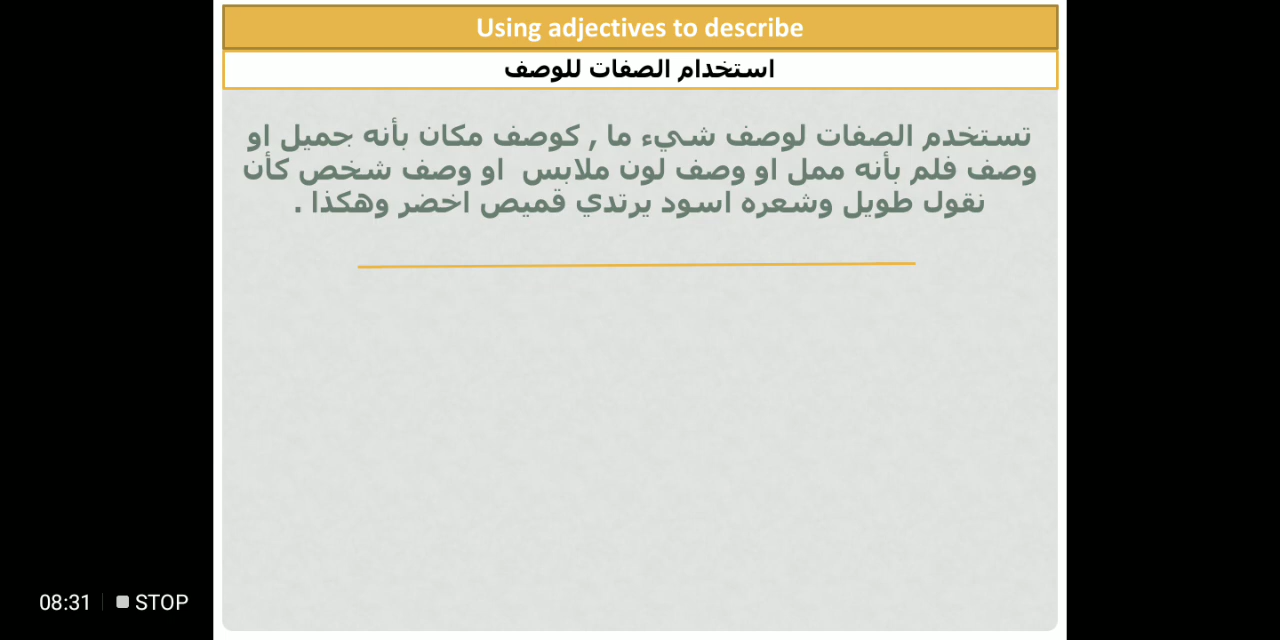 Using adjectives to describe
استخدام الصفات للوصف
تستخدم الصفات لوصف شيء ما , كوصف مكان بأنه جميل او
وصف فلم بأنه ممل او وصف لون ملابس  او وصف شخص كأن
نقول طويل وشعره اسود يرتدي قميص اخضر وهكذا .
08:31 STOP